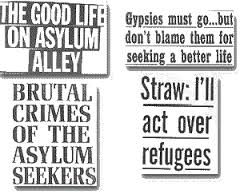 THE GOOD LIFE
ON ASYLUM
ALLEY
Gypsies must go...but
don't blame them for
seeking a better life
BRUTAL
CRIMES
OF THE
ASYLUM
SEEKERS
Straw: I'll
act over
refugees